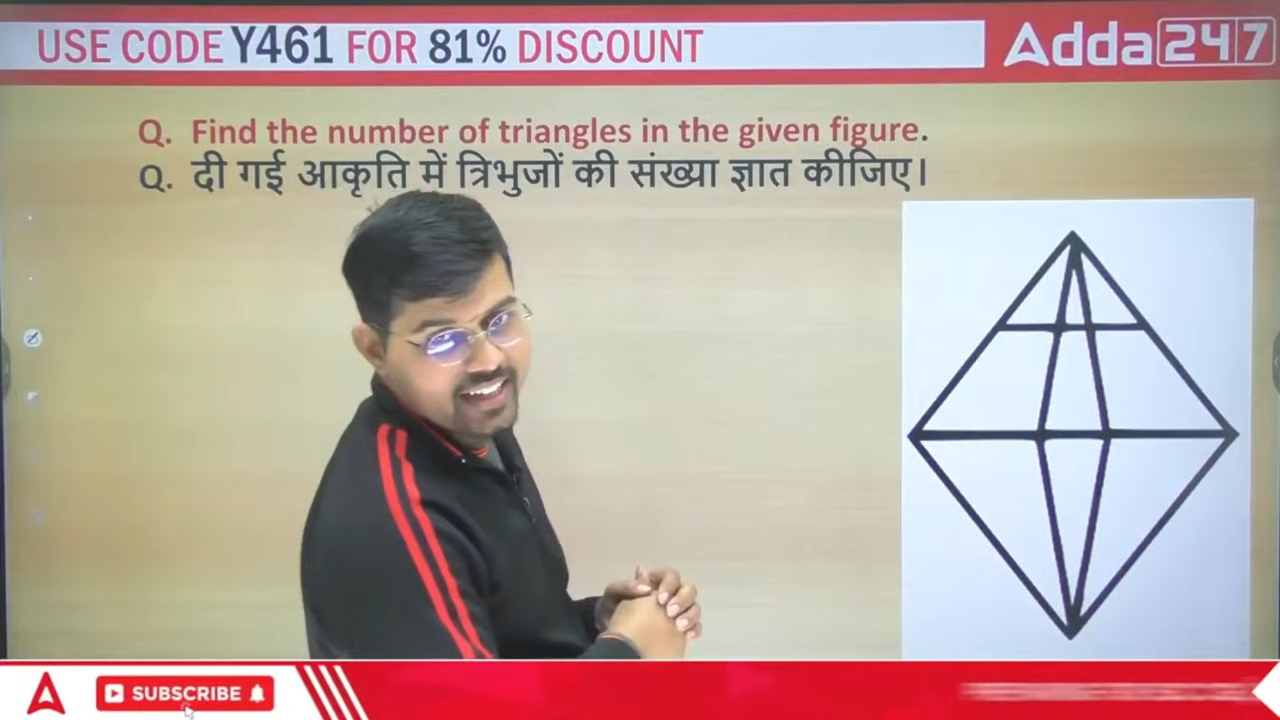 USE CODE Y461 FOR 81% DISCOUNT
Adda247
Q. Find the number of triangles in the given figure.
Q. दी गई आकृति में त्रिभुजों की संख्या ज्ञात कीजिए।
SUBSCRIBE